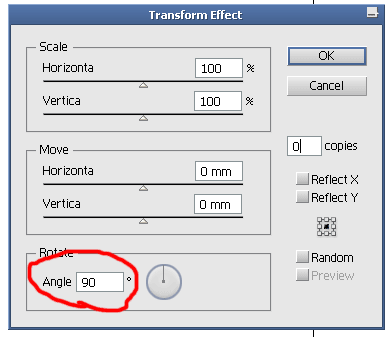 Transform Effect
Scale
Horizonta 100 %
Vertica 100 %
Move
Horizonta 0 mm
Vertica 0 mm
Rotate
Angle 90 °
OK
Cancel
0 copies
Reflect X
Reflect Y
Random
Preview